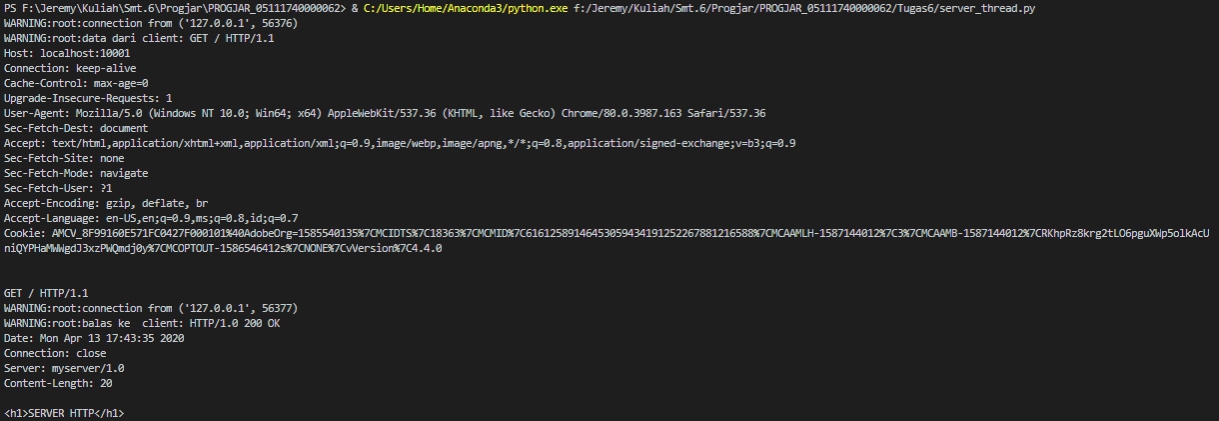 PS F:\Jeremy\Kuliah\Smt.6\Progjar\PROGJAR_05111740000062> & C:/Users/Home/Anaconda3/python.exe f:/Jeremy/Kuliah/Smt.6/Progjar/PROGJAR_05111740000062/Tugas6/server_thread.py
WARNING:root:connection from ('127.0.0.1', 56376)
WARNING:root:data dari client: GET / HTTP/1.1
Host: localhost:10001
Connection: keep-alive
Cache-Control: max-age=0
Upgrade-Insecure-Requests: 1
User-Agent: Mozilla/5.0 (Windows NT 10.0; Win64; x64) AppleWebKit/537.36 (KHTML, like Gecko) Chrome/80.0.3987.163 Safari/537.36
Sec-Fetch-Dest: document
Accept: text/html,application/xhtml+xml,application/xml;q=0.9,image/webp,image/apng,*/*;q=0.8,application/signed-exchange;v=b3;q=0.9
Sec-Fetch-Site: none
Sec-Fetch-Mode: navigate
Sec-Fetch-User: ?1
Accept-Encoding: gzip, deflate, br
Accept-Language: en-US,en;q=0.9,ms;q=0.8,id;q=0.7
Cookie: AMCV_8F99160E571FC0427F000101%40AdobeOrg=1585540135%7CMCIDTS%7C18363%7CMCMID%7C61612589146453059434191252267881216588%7CMCAAMLH-1587144012%7C3%7CMCAAMB-1587144012%7CRKhpRz8krg2tLO6pguXWp5olkAcU
niQYPHaMWWgdJ3xzPWQmdj0y%7CMCOPTOUT-1586546412s%7CNONE%7CvVersion%7C4.4.0
GET / HTTP/1.1
WARNING:root:connection from ('127.0.0.1', 56377)
WARNING:root:balas ke  client: HTTP/1.0 200 OK
Date: Mon Apr 13 17:43:35 2020
Connection: close
Server: myserver/1.0
Content-Length: 20
<h1>SERVER HTTP</h1>